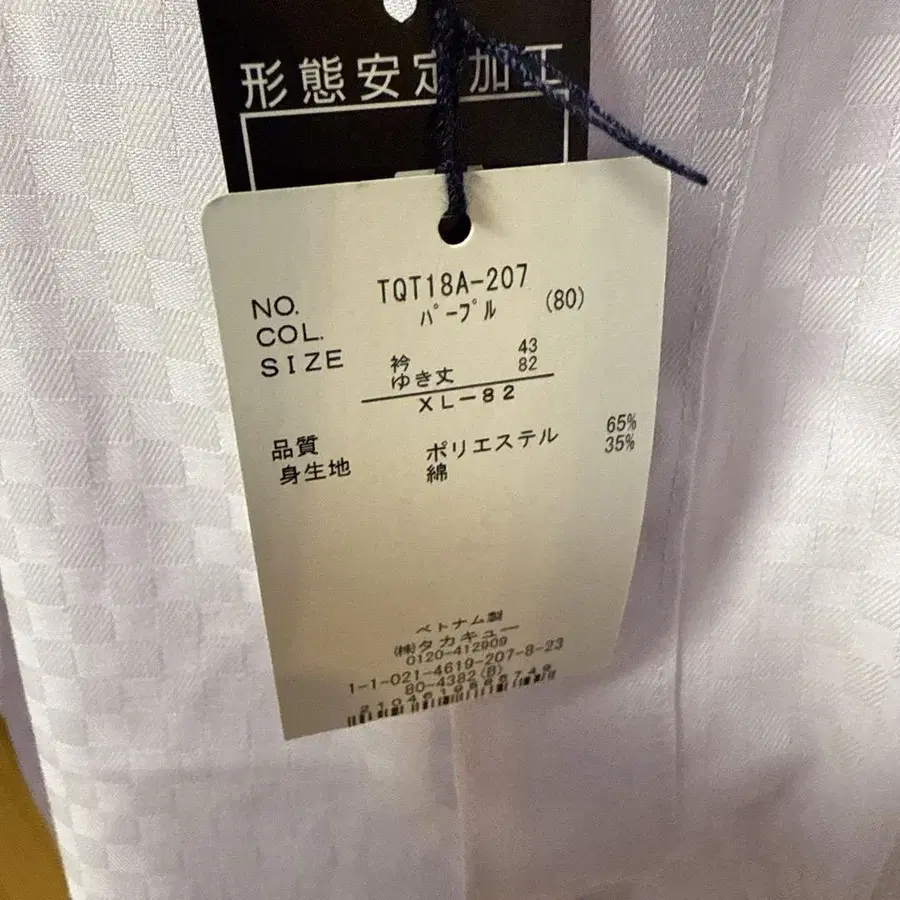 形態安定加工
NO. TQT18A-207
COL. ﾊﾟｰﾌﾟﾙ (80)
SIZE 衿 43
ゆき丈 82
XL-82
品質 ポリエステル 65%
身生地 綿 35%
ベトナム製
㈱タカキュー
0120-412909
1-1-021-4619-207-8-23
80-4382(B)